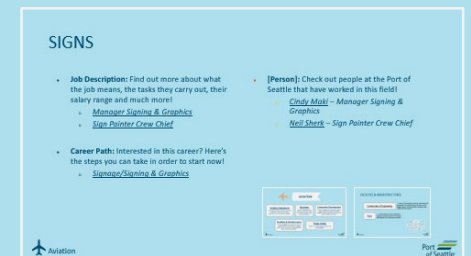 SIGNS
Job Description: Find out more about what
the job means, the tasks they carry out, their
salary range and much more!
Manager Signing & Graphics
Sign Painter Crew Chief
Career Path: Interested in this career? Here's
the steps you can take in order to start now!
Signage/Signing & Graphics
[Person]: Check out people at the Port of
Seattle that have worked in this field!
Cindy Maki – Manager Signing &
Graphics
Neil Sherk – Sign Painter Crew Chief
Aviation
Port
of Seattle